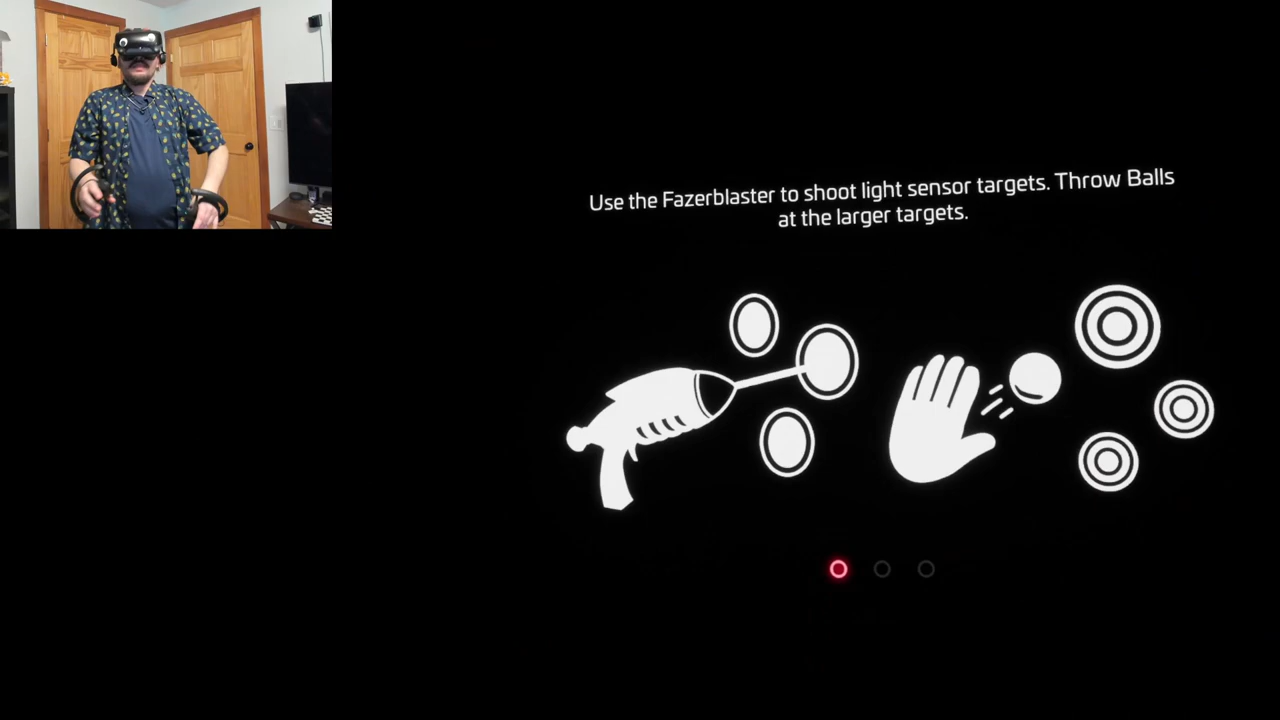 Use the Fazerblaster to shoot light sensor targets. Throw Balls
at the larger targets.